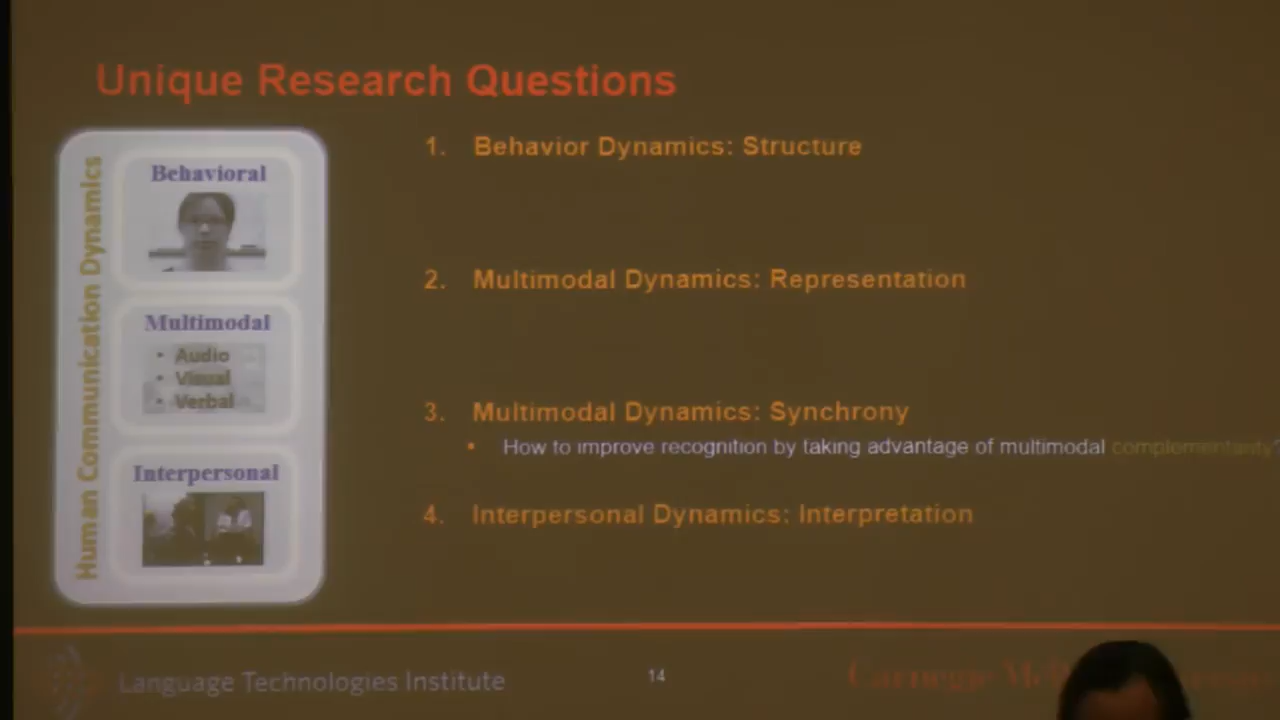 Unique Research Questions
Human Communication Dynamics
Behavioral
Multimodal
• Audio
• Visual
• Verbal
Interpersonal
1. Behavior Dynamics: Structure
2. Multimodal Dynamics: Representation
3. Multimodal Dynamics: Synchrony
• How to improve recognition by taking advantage of multimodal complementarity
4. Interpersonal Dynamics: Interpretation
Language Technologies Institute
14
Carnegie